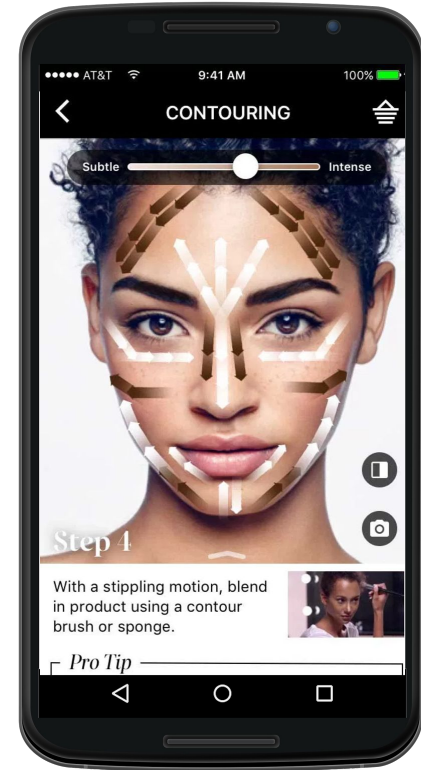 AT&T 9:41 AM 100%
CONTOURING
Subtle Intense
Step 4
With a stippling motion, blend
in product using a contour
brush or sponge.
Pro Tip